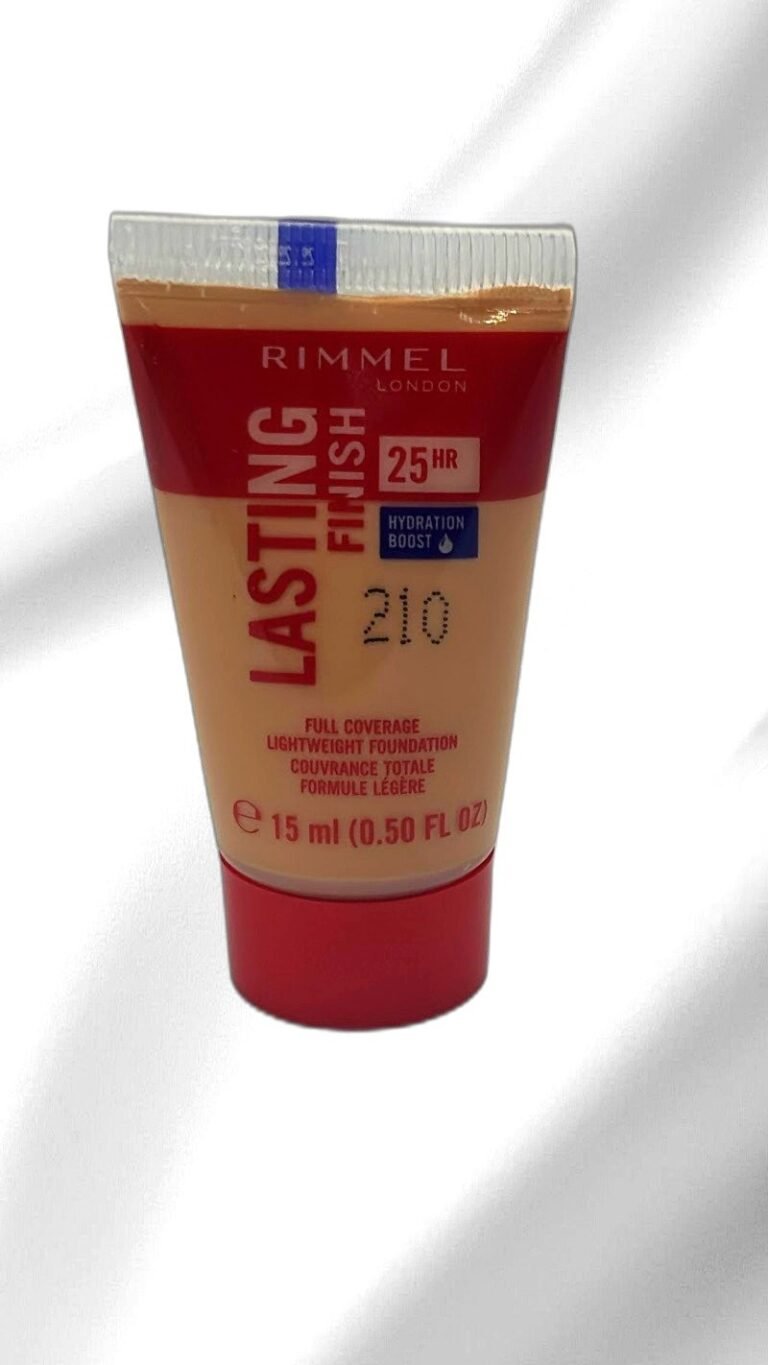 RIMMEL
LONDON
LASTING
FINISH
25HR
HYDRATION
BOOST
210
FULL COVERAGE
LIGHTWEIGHT FOUNDATION
COUVRANCE TOTALE
FORMULE LÉGÈRE
e 15 ml (0.50 FL OZ)